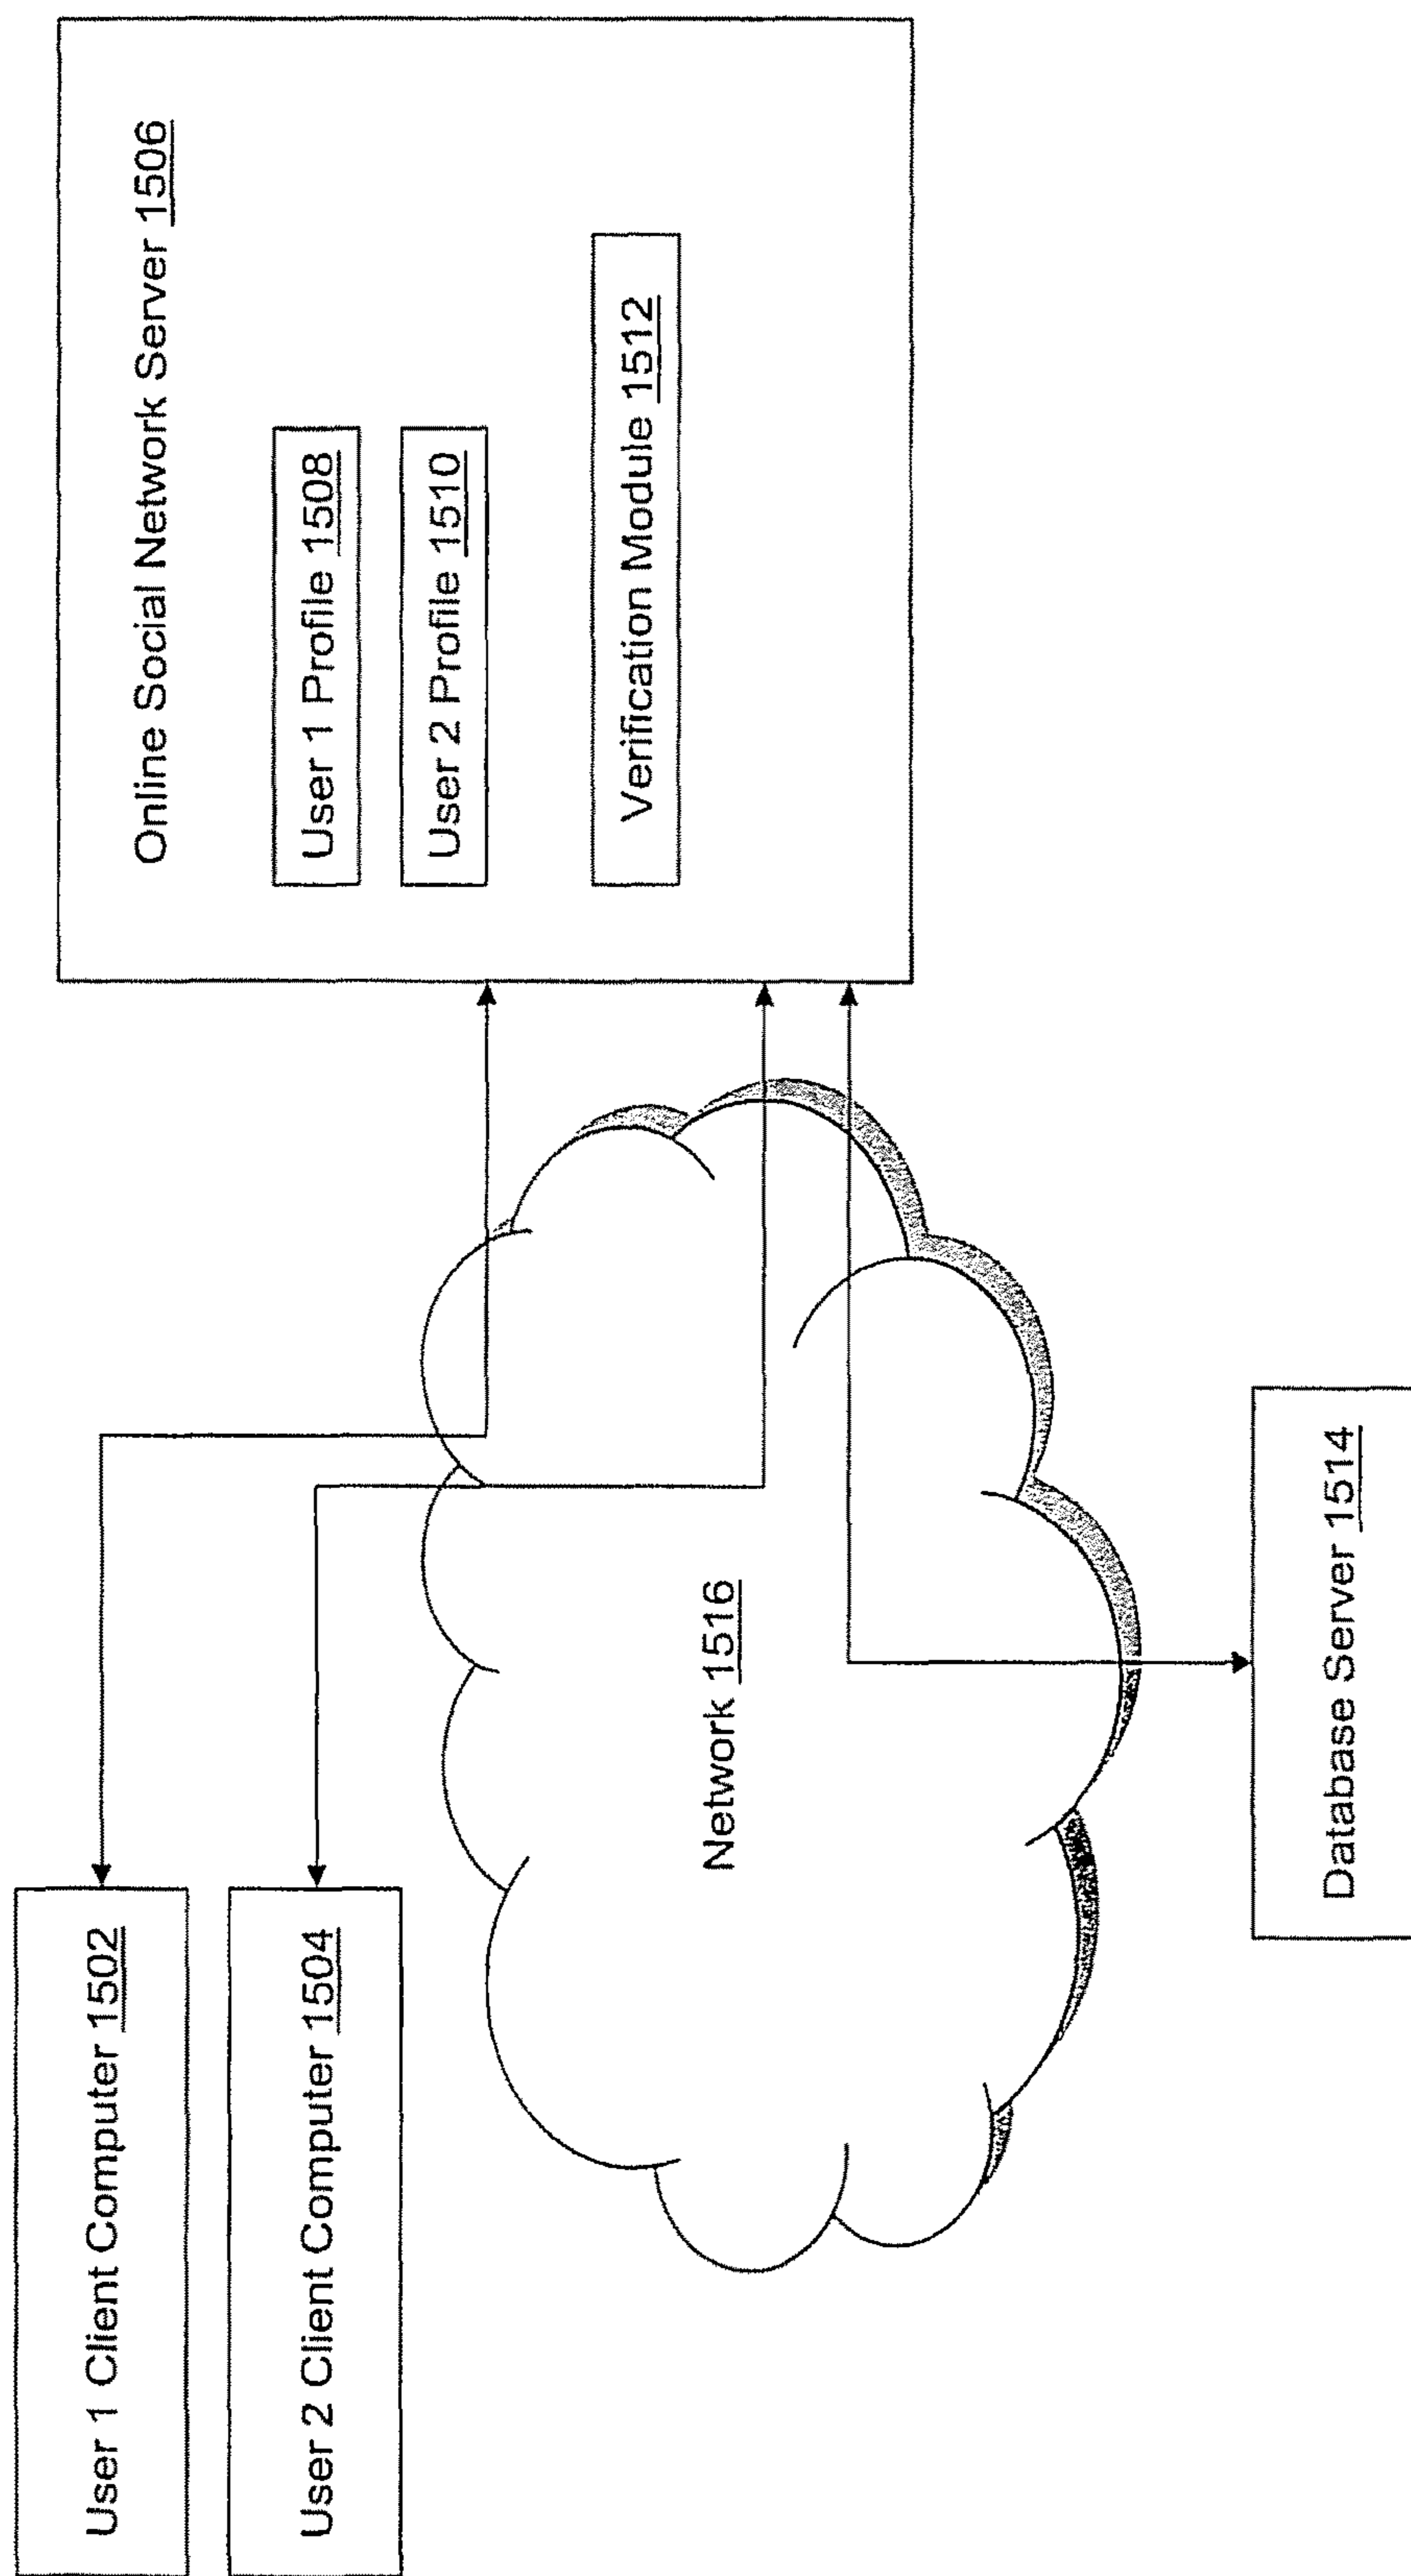 User 1 Client Computer 1502
User 2 Client Computer 1504
Online Social Network Server 1506
User 1 Profile 1508
User 2 Profile 1510
Verification Module 1512
Network 1516
Database Server 1514